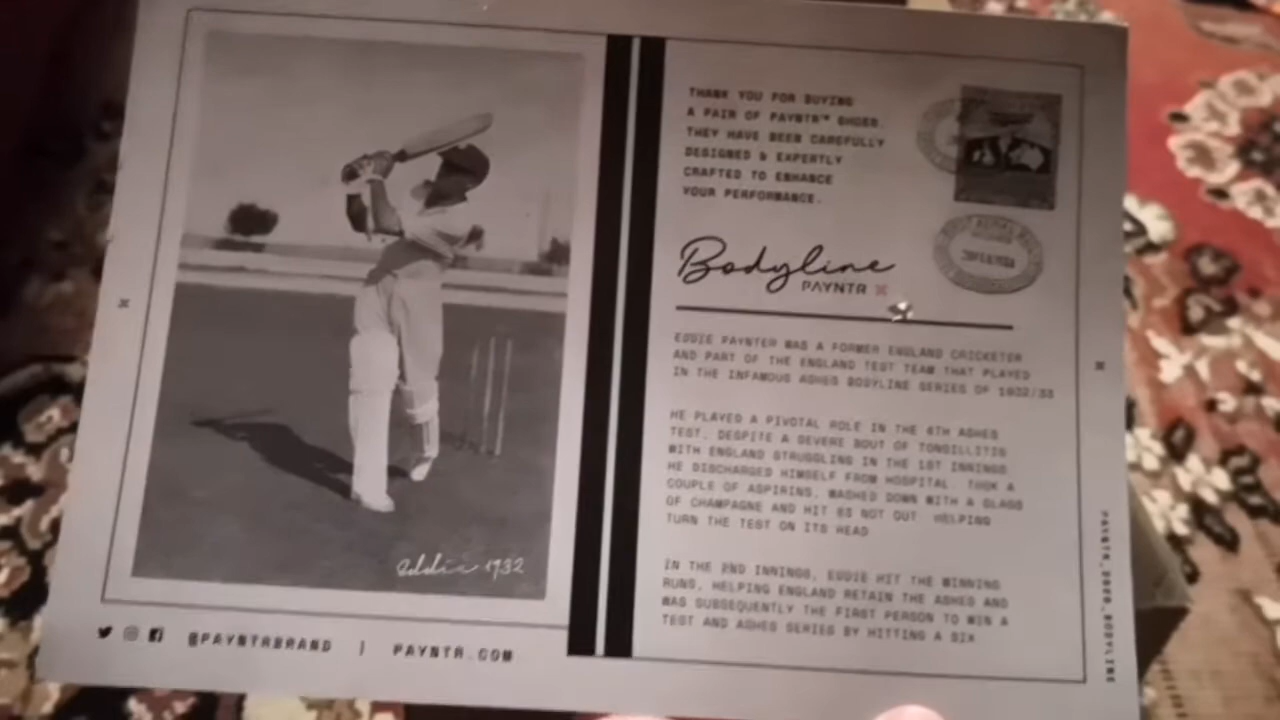 THANK YOU FOR BUYING
A PAIR OF PAYNTR™ SHOES.
THEY HAVE BEEN CAREFULLY
DESIGNED & EXPERTLY
CRAFTED TO ENHANCE
YOUR PERFORMANCE.
Bodyline
PAYNTR
EDDIE PAYNTER WAS A FORMER ENGLAND CRICKETER
AND PART OF THE ENGLAND TEST TEAM THAT PLAYED
IN THE INFAMOUS ASHES BODYLINE SERIES OF 1932/33
HE PLAYED A PIVOTAL ROLE IN THE 4TH ASHES
TEST, DESPITE A SEVERE BOUT OF TONSILLITIS
WITH ENGLAND STRUGGLING IN THE 1ST INNINGS
HE DISCHARGED HIMSELF FROM HOSPITAL, TOOK A
COUPLE OF ASPIRINS, WASHED DOWN WITH A GLASS
OF CHAMPAGNE AND HIT 83 NOT OUT HELPING
TURN THE TEST ON ITS HEAD
IN THE 2ND INNINGS, EDDIE HIT THE WINNING
RUNS, HELPING ENGLAND RETAIN THE ASHES AND
WAS SUBSEQUENTLY THE FIRST PERSON TO WIN A
TEST AND ASHES SERIES BY HITTING A SIX
Eddie 1932
@PAYNTRBRAND | PAYNTR.COM
PAYNTR_2020_BODYLINE